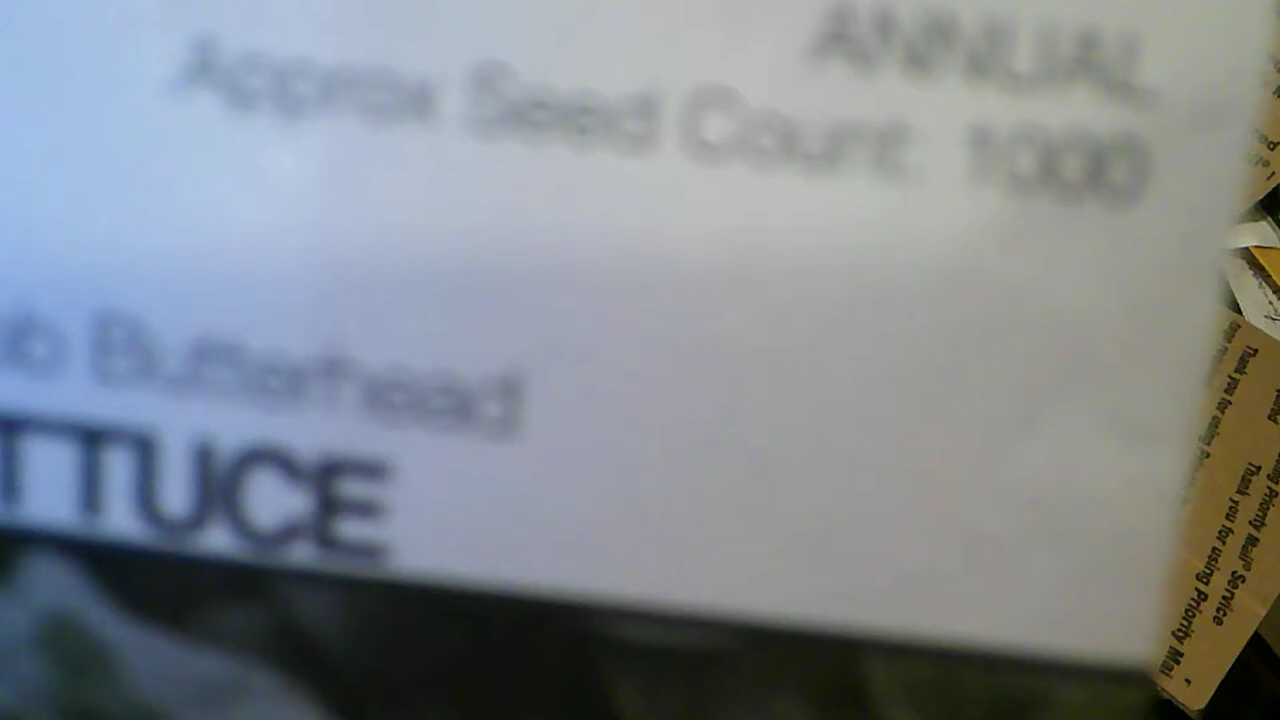 ANNUAL
Approx Seed Count: 1000
Butterhead
TTUCE
Thank you for using
Thank you for using Priority Mai
Priority Mail® Service